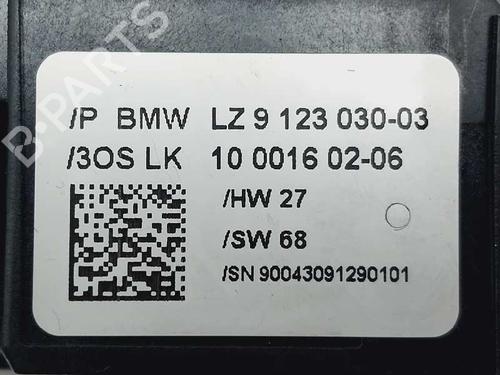 /P BMW LZ 9 123 030-03
/3OS LK 10 0016 02-06
/HW 27
/SW 68
/SN 90043091290101
B-PARTS